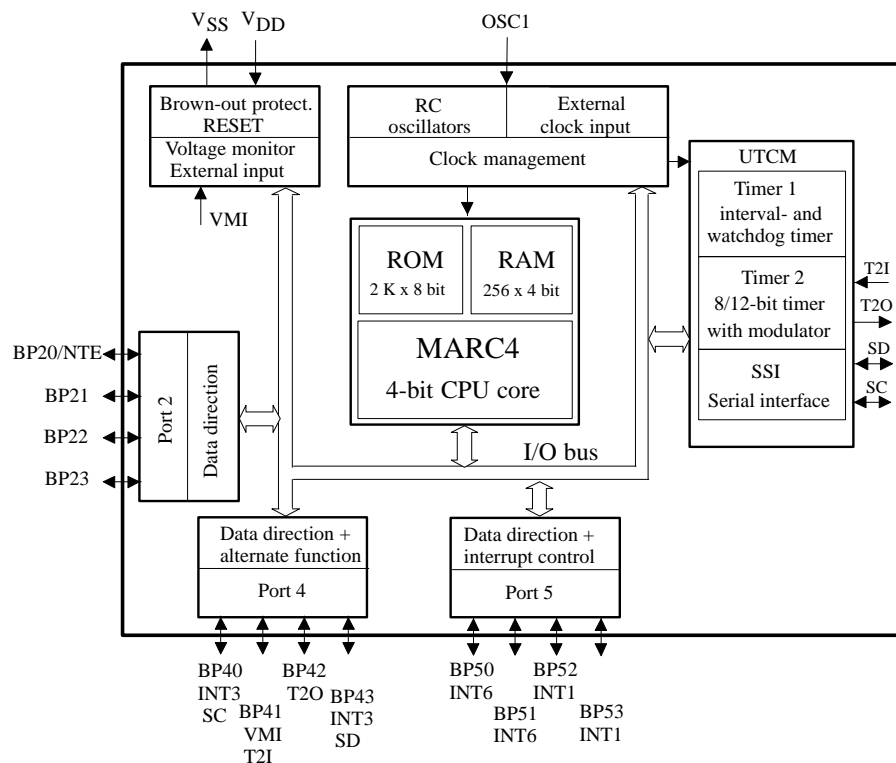 VSS
VDD
OSC1
Brown-out protect.
RESET
Voltage monitor
External input
VMI
RC
oscillators
External
clock input
Clock management
UTCM
Timer 1
interval- and
watchdog timer
Timer 2
8/12-bit timer
with modulator
SSI
Serial interface
T2I
T2O
SD
SC
ROM
2 K x 8 bit
RAM
256 x 4 bit
MARC4
4-bit CPU core
I/O bus
BP20/NTE
BP21
BP22
BP23
Port 2
Data direction
Data direction +
alternate function
Port 4
Data direction +
interrupt control
Port 5
BP40
INT3
SC
BP41
VMI
T2I
BP42
T2O
BP43
INT3
SD
BP50
INT6
BP51
INT6
BP52
INT1
BP53
INT1